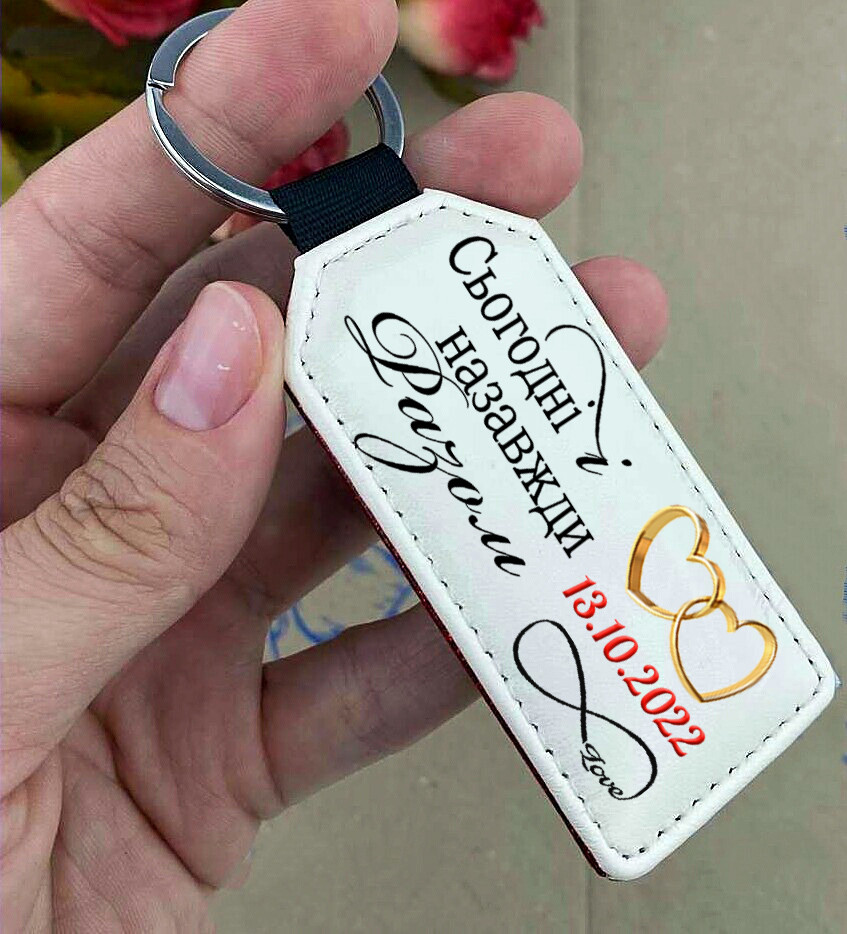 Сьогодні і
назавжди
Разом
13.10.2022
Love